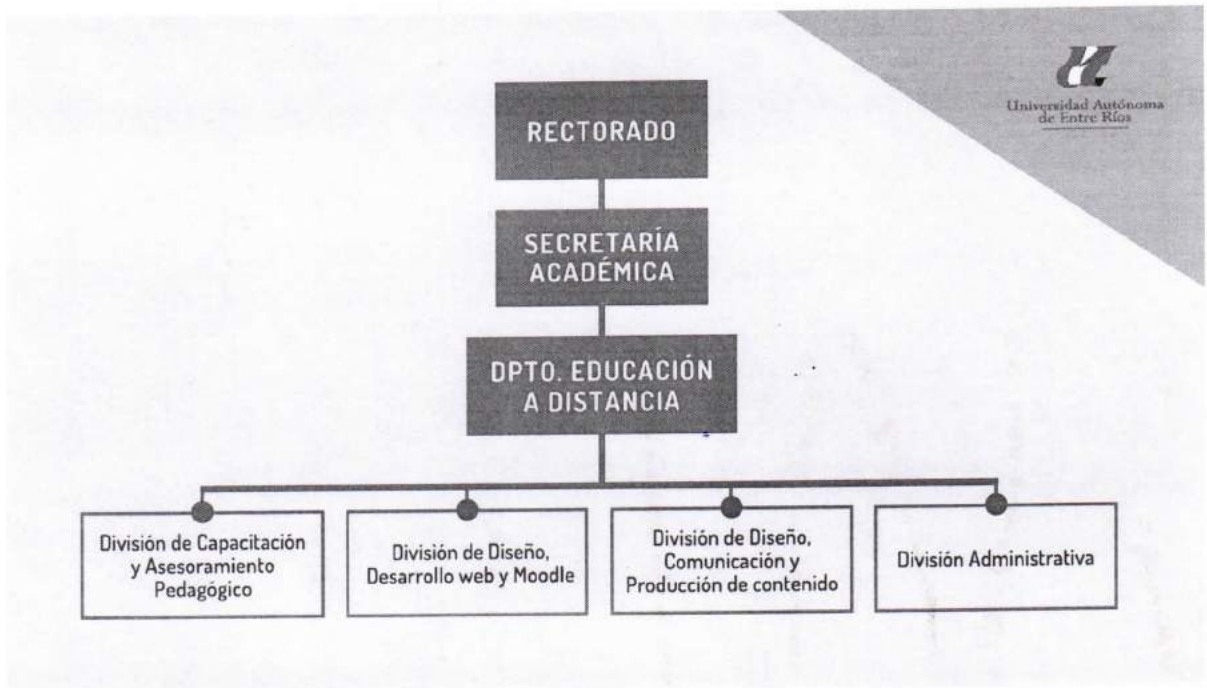 Universidad Autónoma
de Entre Ríos
RECTORADO
SECRETARÍA
ACADÉMICA
DPTO. EDUCACIÓN
A DISTANCIA
División de Capacitación
y Asesoramiento
Pedagógico
División de Diseño,
Desarrollo web y Moodle
División de Diseño,
Comunicación y
Producción de contenido
División Administrativa